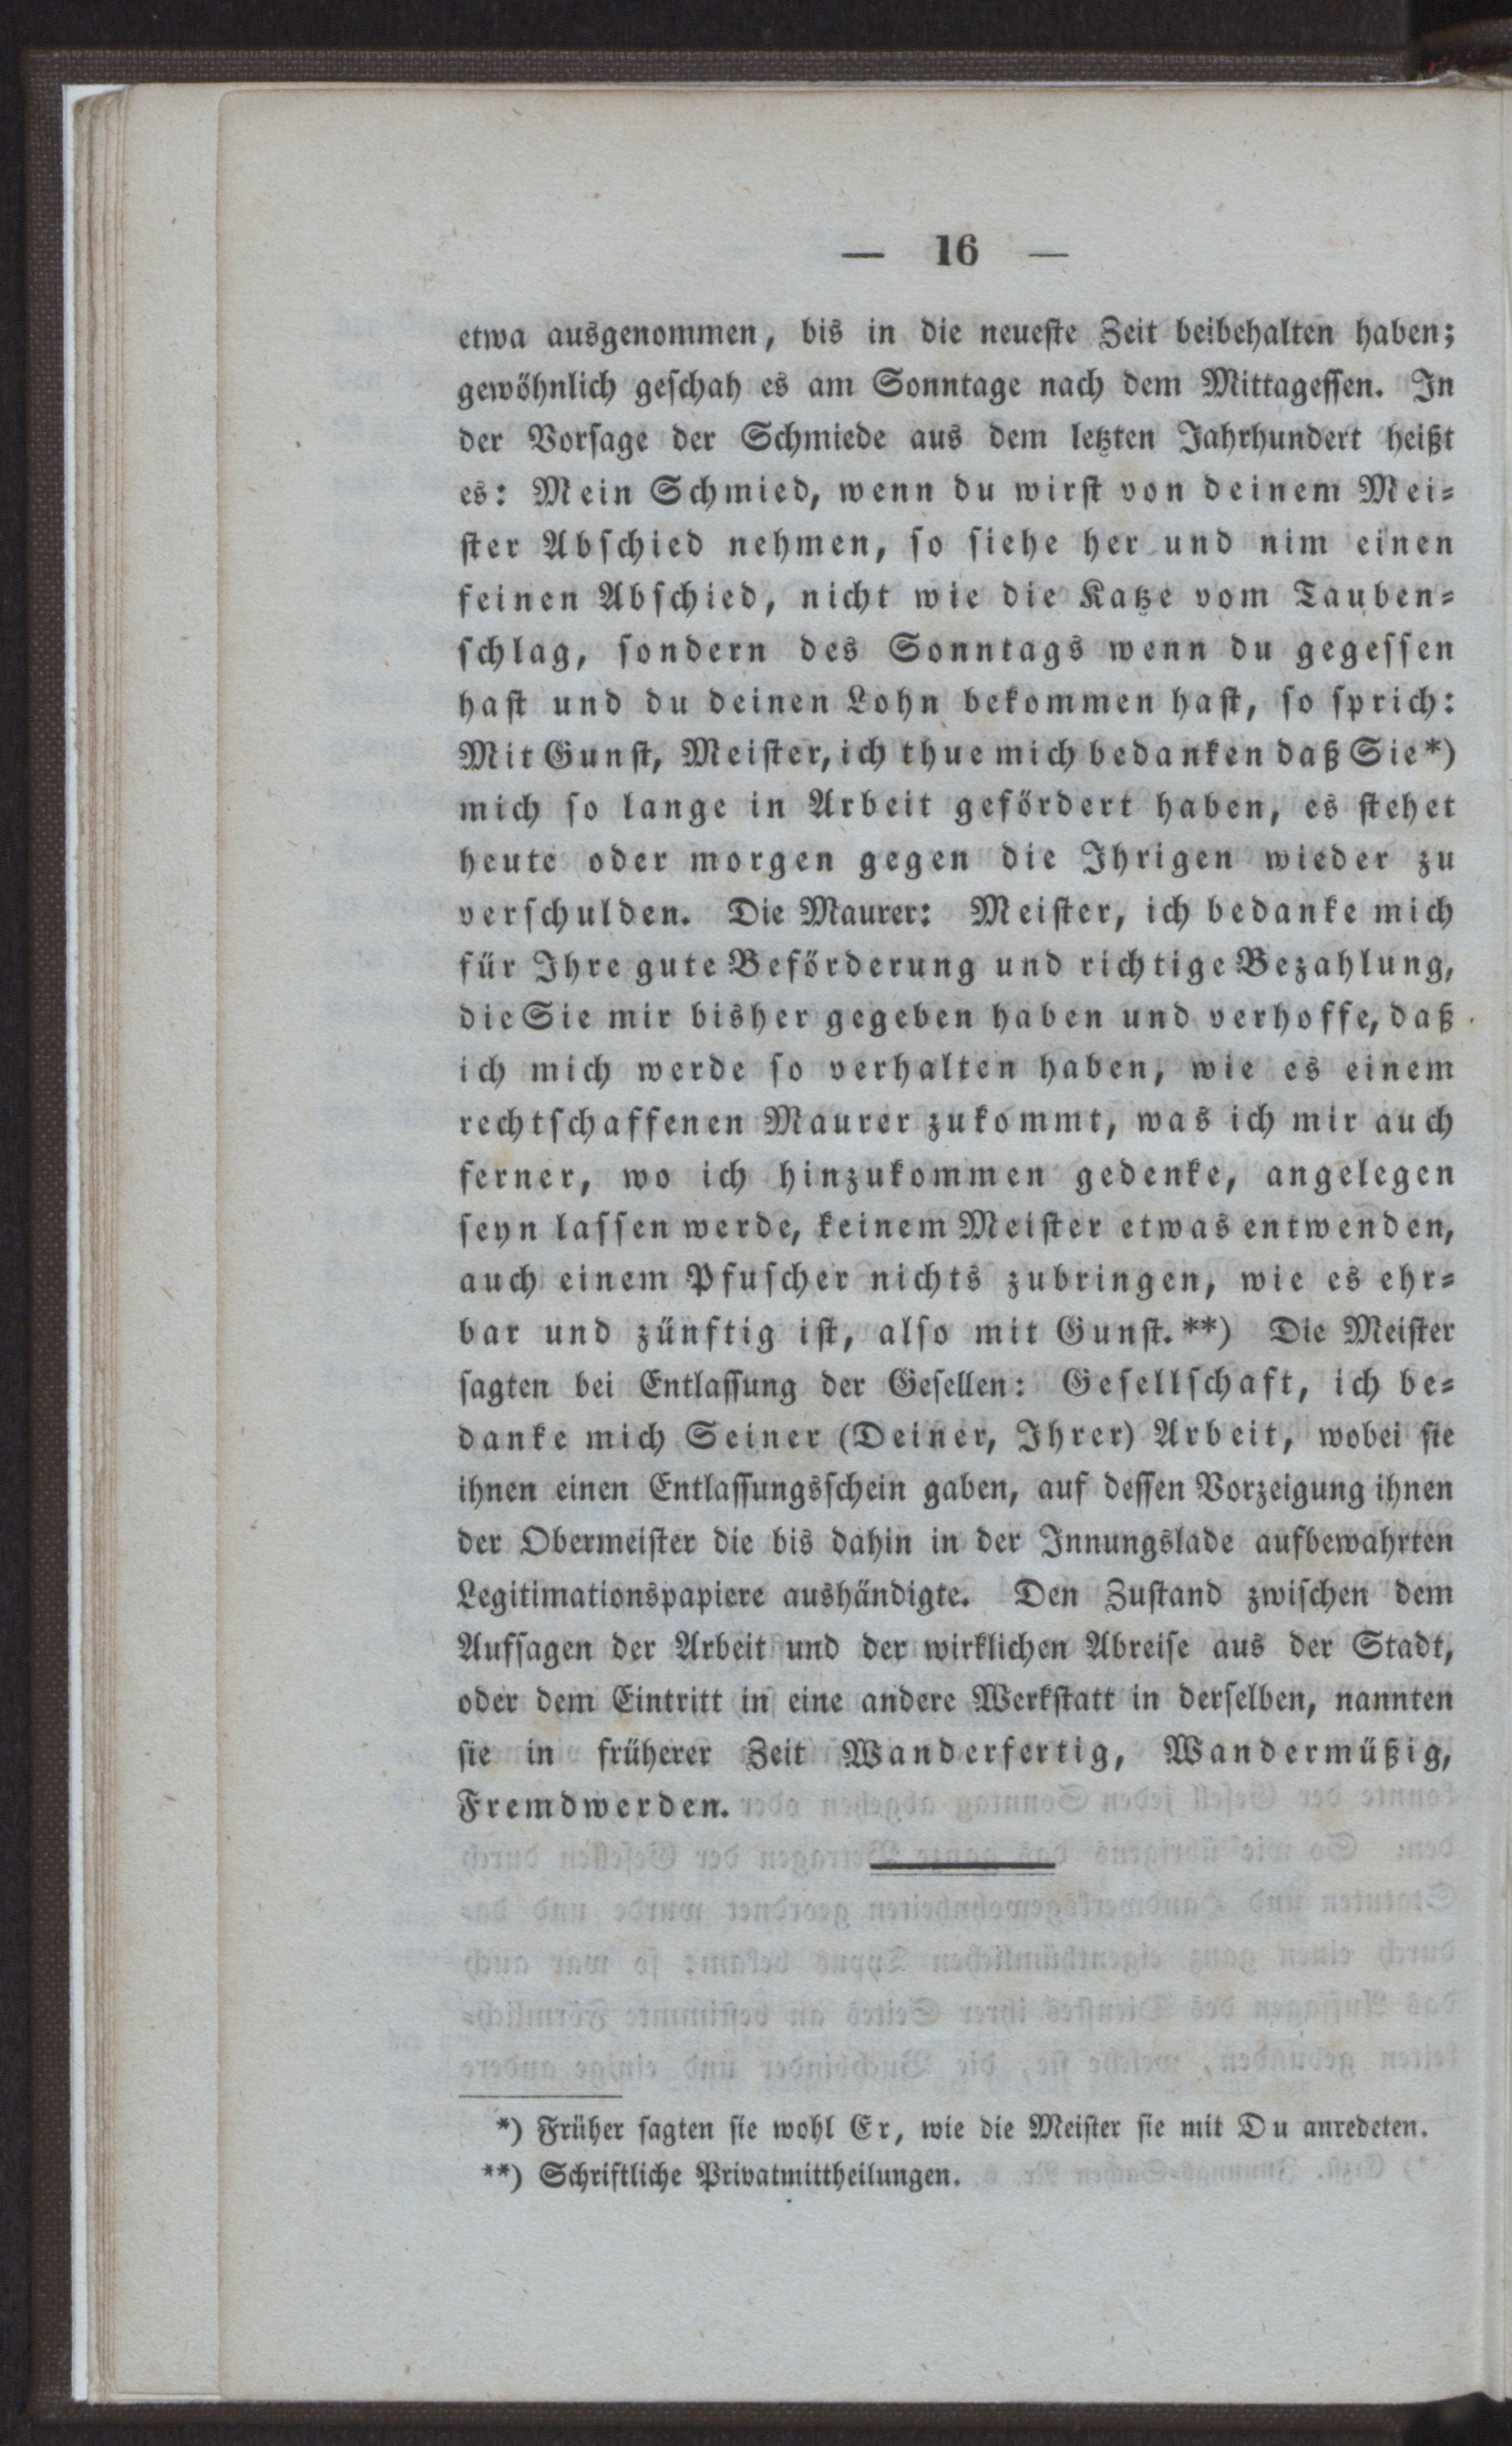 — 16 —
etwa ausgenommen, bis in die neueste Zeit beibehalten haben;
gewöhnlich geschah es am Sonntage nach dem Mittagessen. In
der Vorsage der Schmiede aus dem letzten Jahrhundert heißt
es: Mein Schmied, wenn du wirst von deinem Mei-
ster Abschied nehmen, so siehe her und nim einen
feinen Abschied, nicht wie die Katze vom Tauben-
schlag, sondern des Sonntags wenn du gegessen
hast und du deinen Lohn bekommen hast, so sprich:
Mit Gunst, Meister, ich thue mich bedanken daß Sie*)
mich so lange in Arbeit gefördert haben, es stehet
heute oder morgen gegen die Ihrigen wieder zu
verschulden. Die Maurer: Meister, ich bedanke mich
für Ihre gute Beförderung und richtige Bezahlung,
die Sie mir bisher gegeben haben und verhoffe, daß
ich mich werde so verhalten haben, wie es einem
rechtschaffenen Maurer zukommt, was ich mir auch
ferner, wo ich hinzukommen gedenke, angelegen
seyn lassen werde, keinem Meister etwas entwenden,
auch einem Pfuscher nichts zubringen, wie es ehr-
bar und zünftig ist, also mit Gunst.**) Die Meister
sagten bei Entlassung der Gesellen: Gesellschaft, ich be-
danke mich Seiner (Deiner, Ihrer) Arbeit, wobei sie
ihnen einen Entlassungsschein gaben, auf dessen Vorzeigung ihnen
der Obermeister die bis dahin in der Innungslade aufbewahrten
Legitimationspapiere aushändigte. Den Zustand zwischen dem
Aufsagen der Arbeit und der wirklichen Abreise aus der Stadt,
oder dem Eintritt in eine andere Werkstatt in derselben, nannten
sie in früherer Zeit Wanderfertig, Wandermüßig,
Fremdwerden.
*) Früher sagten sie wohl Er, wie die Meister sie mit Du anredeten.
**) Schriftliche Privatmittheilungen.